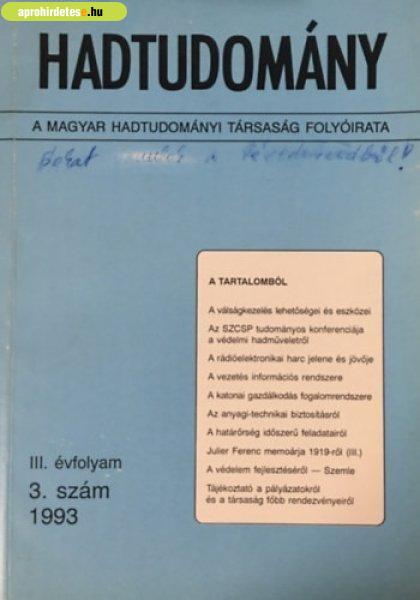 aprohirdetese.hu
HADTUDOMÁNY
A MAGYAR HADTUDOMÁNYI TÁRSASÁG FOLYÓIRATA
a
A TARTALOMBÓL
A válságkezelés lehetőségei és eszközei
Az SZCSP tudományos konferenciája
a védelmi hadműveletről
A rádióelektronikai harc jelene és jövője
A vezetés információs rendszere
A katonai gazdálkodás fogalomrendszere
Az anyagi-technikai biztosításról
A határőrség időszerű feladatairól
Julier Ferenc memoárja 1919-ről (III.)
A védelem fejlesztéséről — Szemle
Tájékoztató a pályázatokról
és a társaság főbb rendezvényeiről
III. évfolyam
3. szám
1993